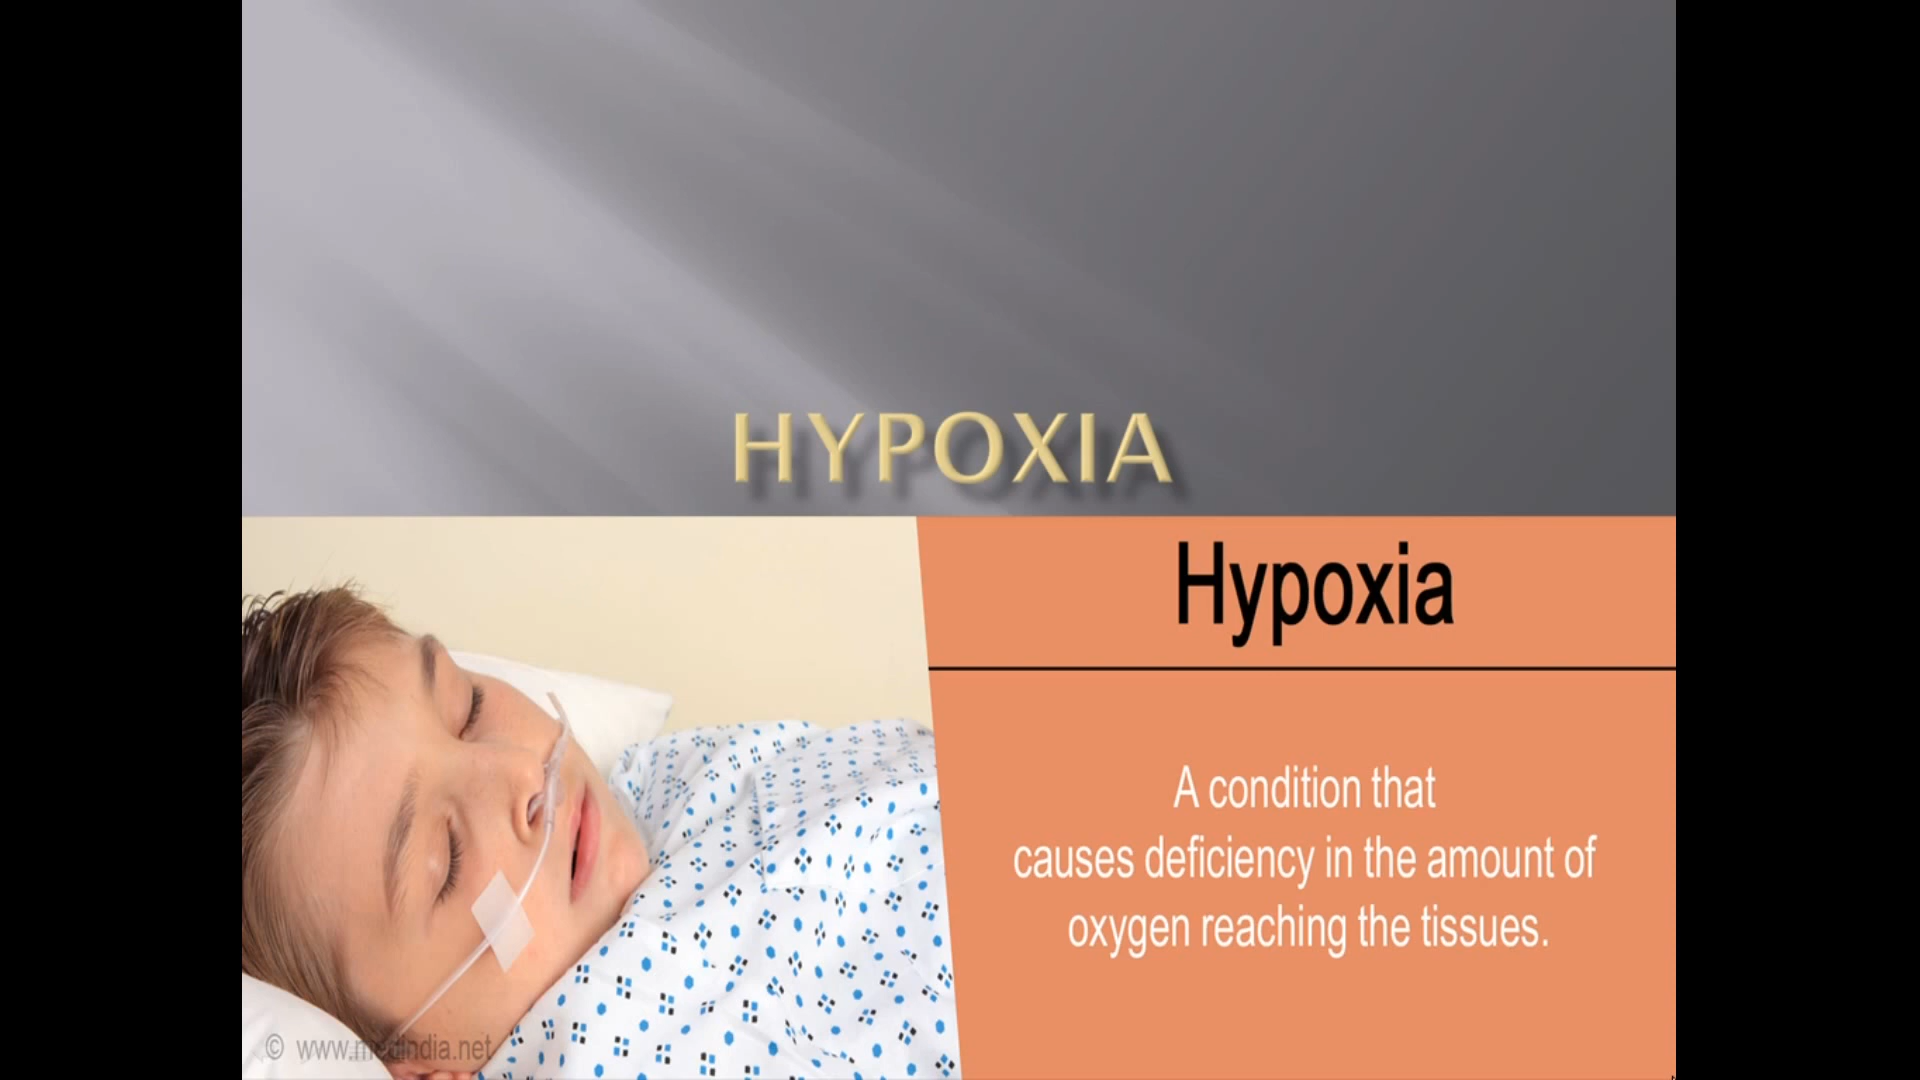 HYPOXIA
Hypoxia
A condition that
causes deficiency in the amount of
oxygen reaching the tissues.
© www.medindia.net